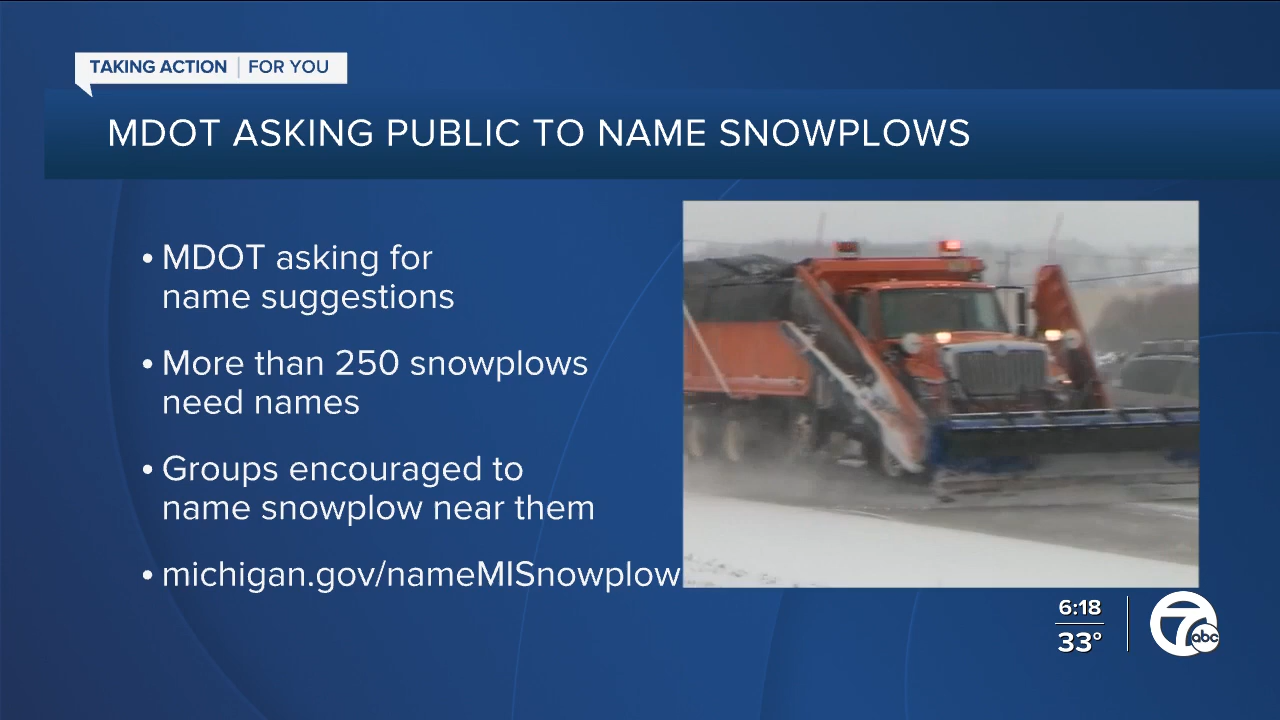 TAKING ACTION | FOR YOU
MDOT ASKING PUBLIC TO NAME SNOWPLOWS
• MDOT asking for
name suggestions
• More than 250 snowplows
need names
• Groups encouraged to
name snowplow near them
• michigan.gov/nameMISnowplow
6:18
33°
7 abc